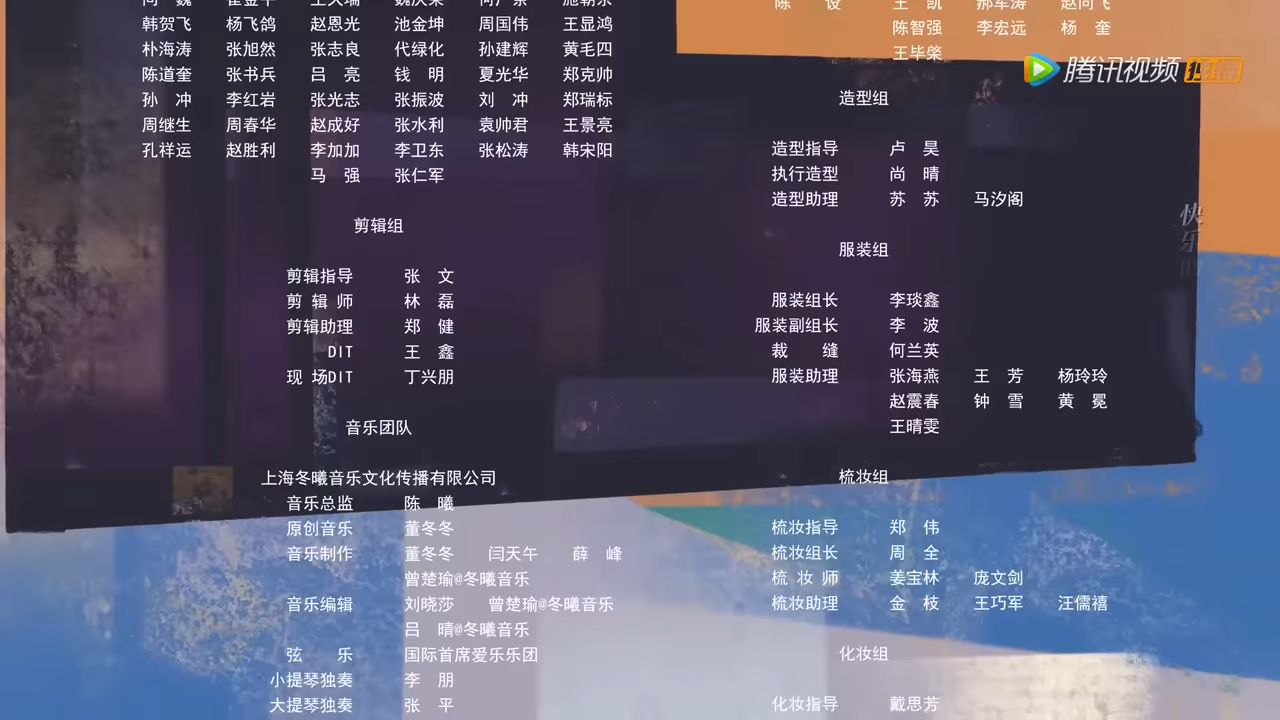 韩贺飞 杨飞鸽 赵恩光 池金坤 周国伟 王显鸿
朴海涛 张旭然 张志良 代绿化 孙建辉 黄毛四
陈道奎 张书兵 吕 亮 钱 明 夏光华 郑克帅
孙 冲 李红岩 张光志 张振波 刘 冲 郑瑞标
周继生 周春华 赵成好 张水利 袁帅君 王景亮
孔祥运 赵胜利 李加加 李卫东 张松涛 韩宋阳
马 强 张仁军
剪辑组
剪辑指导 张 文
剪 辑 师 林 磊
剪辑助理 郑 健
DIT 王 鑫
现 场DIT 丁兴朋
音乐团队
上海冬曦音乐文化传播有限公司
音乐总监 陈 曦
原创音乐 董冬冬
音乐制作 董冬冬 闫天午 薛 峰
曾楚瑜@冬曦音乐
音乐编辑 刘晓莎 曾楚瑜@冬曦音乐
吕 晴@冬曦音乐
弦 乐 国际首席爱乐乐团
小提琴独奏 李 朋
大提琴独奏 张 平
陈 设 王 凯 郝军涛 赵向飞
陈智强 李宏远 杨 奎
王毕棨
腾讯视频
造型组
造型指导 卢 昊
执行造型 尚 晴
造型助理 苏 苏 马汐阁
快乐
服装组
服装组长 李琰鑫
服装副组长 李 波
裁 缝 何兰英
服装助理 张海燕 王 芳 杨玲玲
赵震春 钟 雪 黄 冕
王晴雯
梳妆组
梳妆指导 郑 伟
梳妆组长 周 全
梳 妆 师 姜宝林 庞文剑
梳妆助理 金 枝 王巧军 汪儒禧
化妆组
化妆指导 戴思芳